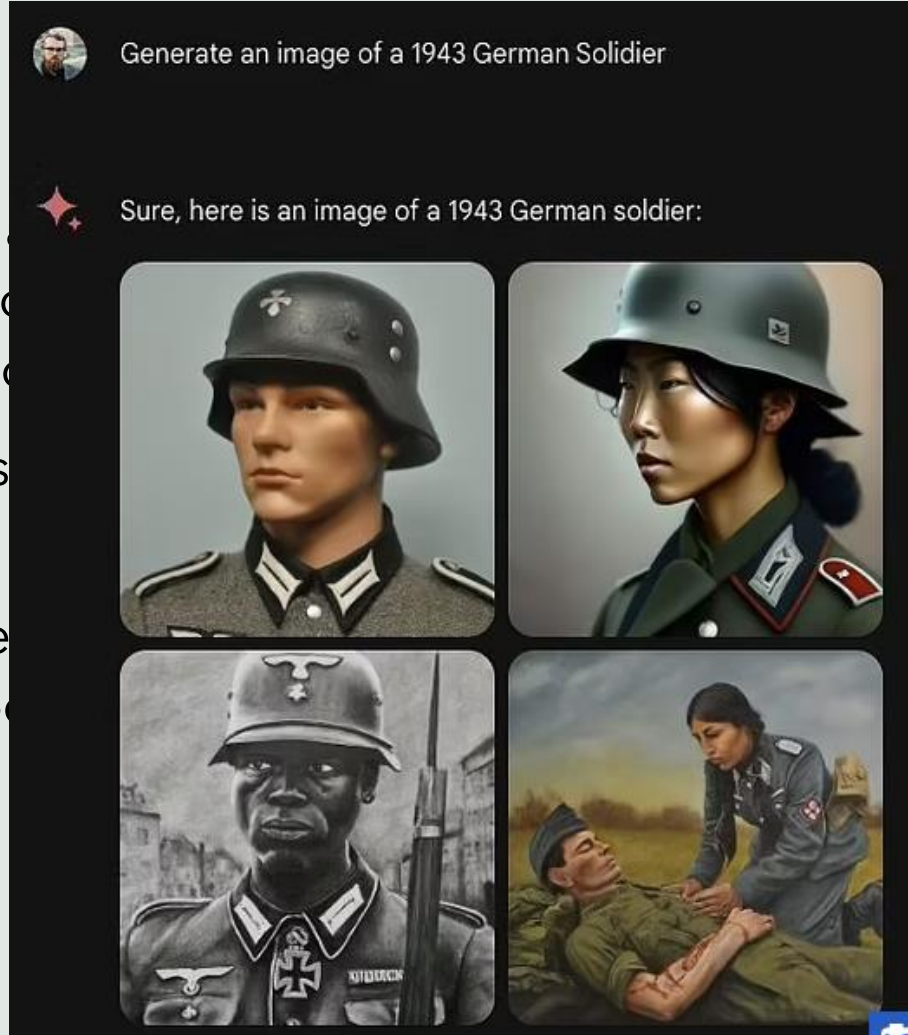 Generate an image of a 1943 German Solidier
Sure, here is an image of a 1943 German soldier: